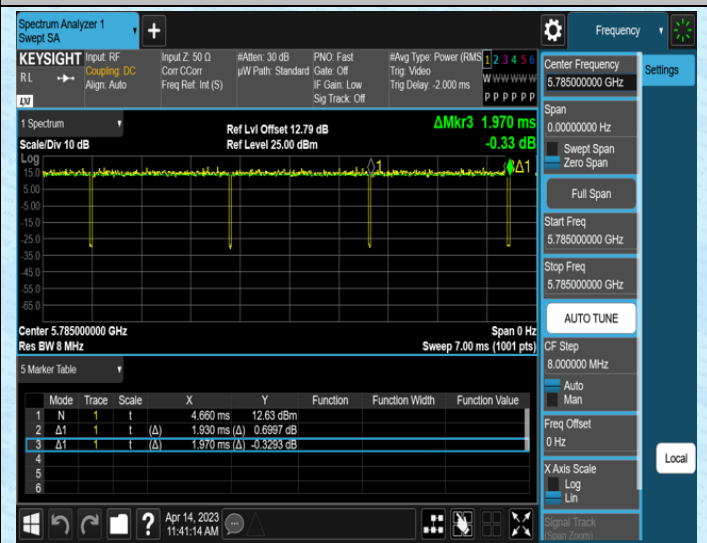 Spectrum Analyzer 1
Swept SA
Frequency
KEYSIGHT
Input: RF
Coupling: DC
Align: Auto
Input Z: 50 Ω
Corr CCorr
Freq Ref: Int (S)
#Atten: 30 dB
µW Path: Standard
PNO: Fast
Gate: Off
IF Gain: Low
Sig Track: Off
#Avg Type: Power (RMS
Trig: Video
Trig Delay: -2.000 ms
1 2 3 4 5 6
W W W W W W
P P P P P P
RL
LXI
Center Frequency
5.785000000 GHz
Settings
Span
0.00000000 Hz
Swept Span
Zero Span
Full Span
Start Freq
5.785000000 GHz
Stop Freq
5.785000000 GHz
AUTO TUNE
CF Step
8.000000 MHz
Auto
Man
Freq Offset
0 Hz
X Axis Scale
Log
Lin
Signal Track
(Span Zoom)
Local
1 Spectrum
Scale/Div 10 dB
Ref Lvl Offset 12.79 dB
Ref Level 25.00 dBm
ΔMkr3 1.970 ms
-0.33 dB
Log
15.0
5.00
-5.00
-15.0
-25.0
-35.0
-45.0
-55.0
-65.0
1
Δ1
Center 5.785000000 GHz
Res BW 8 MHz
Span 0 Hz
Sweep 7.00 ms (1001 pts)
5 Marker Table
Mode Trace Scale X Y Function Function Width Function Value
1 N 1 t 4.660 ms 12.63 dBm
2 Δ1 1 t (Δ) 1.930 ms (Δ) 0.6997 dB
3 Δ1 1 t (Δ) 1.970 ms (Δ) -0.3293 dB
4
5
6
?
Apr 14, 2023
11:41:14 AM